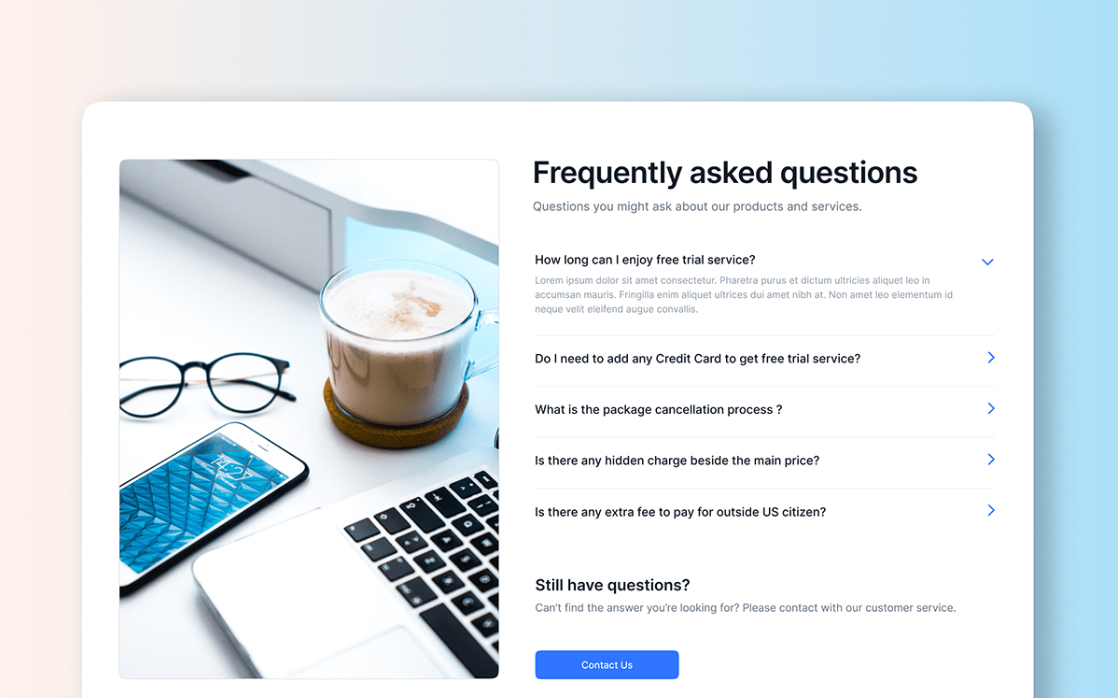 Frequently asked questions
Questions you might ask about our products and services.
How long can I enjoy free trial service?
Lorem ipsum dolor sit amet consectetur. Pharetra purus et dictum ultricies aliquet leo in
accumsan mauris. Fringilla enim aliquet ultrices dui amet nibh at. Non amet leo elementum id
neque velit eleifend augue convallis.
Do I need to add any Credit Card to get free trial service?
What is the package cancellation process ?
Is there any hidden charge beside the main price?
Is there any extra fee to pay for outside US citizen?
Still have questions?
Can't find the answer you're looking for? Please contact with our customer service.
Contact Us
14:27